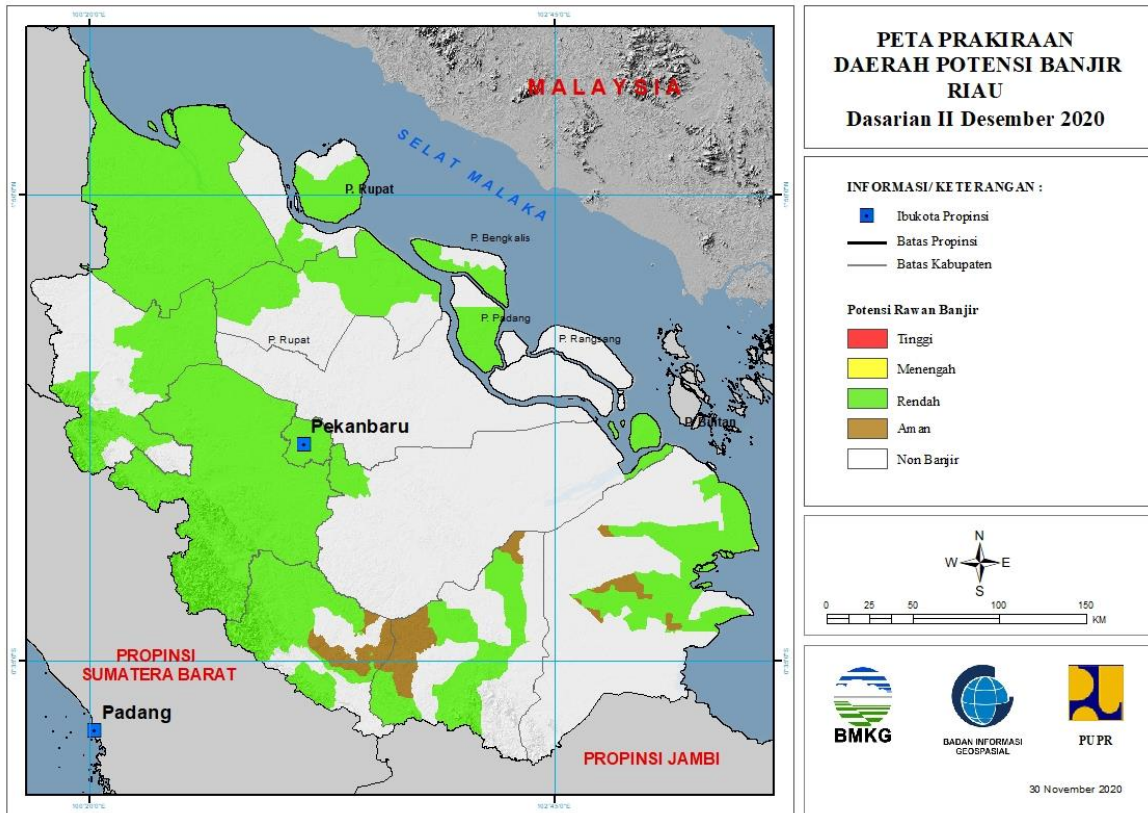 PETA PRAKIRAAN
DAERAH POTENSI BANJIR
RIAU
Dasarian II Desember 2020
INFORMASI/KETERANGAN :
Ibukota Propinsi
Batas Propinsi
Batas Kabupaten
Potensi Rawan Banjir
Tinggi
Menengah
Rendah
Aman
Non Banjir
N
W E
S
0 25 50 100 150
KM
BMKG
BADAN INFORMASI
GEOSPASIAL
PUPR
30 November 2020
MALAYSIA
SELAT MALAKA
P. Rupat
P. Bengkalis
P. Padang
P. Rangsang
P. Rupat
P. Bintan
Pekanbaru
PROPINSI
SUMATERA BARAT
Padang
PROPINSI JAMBI